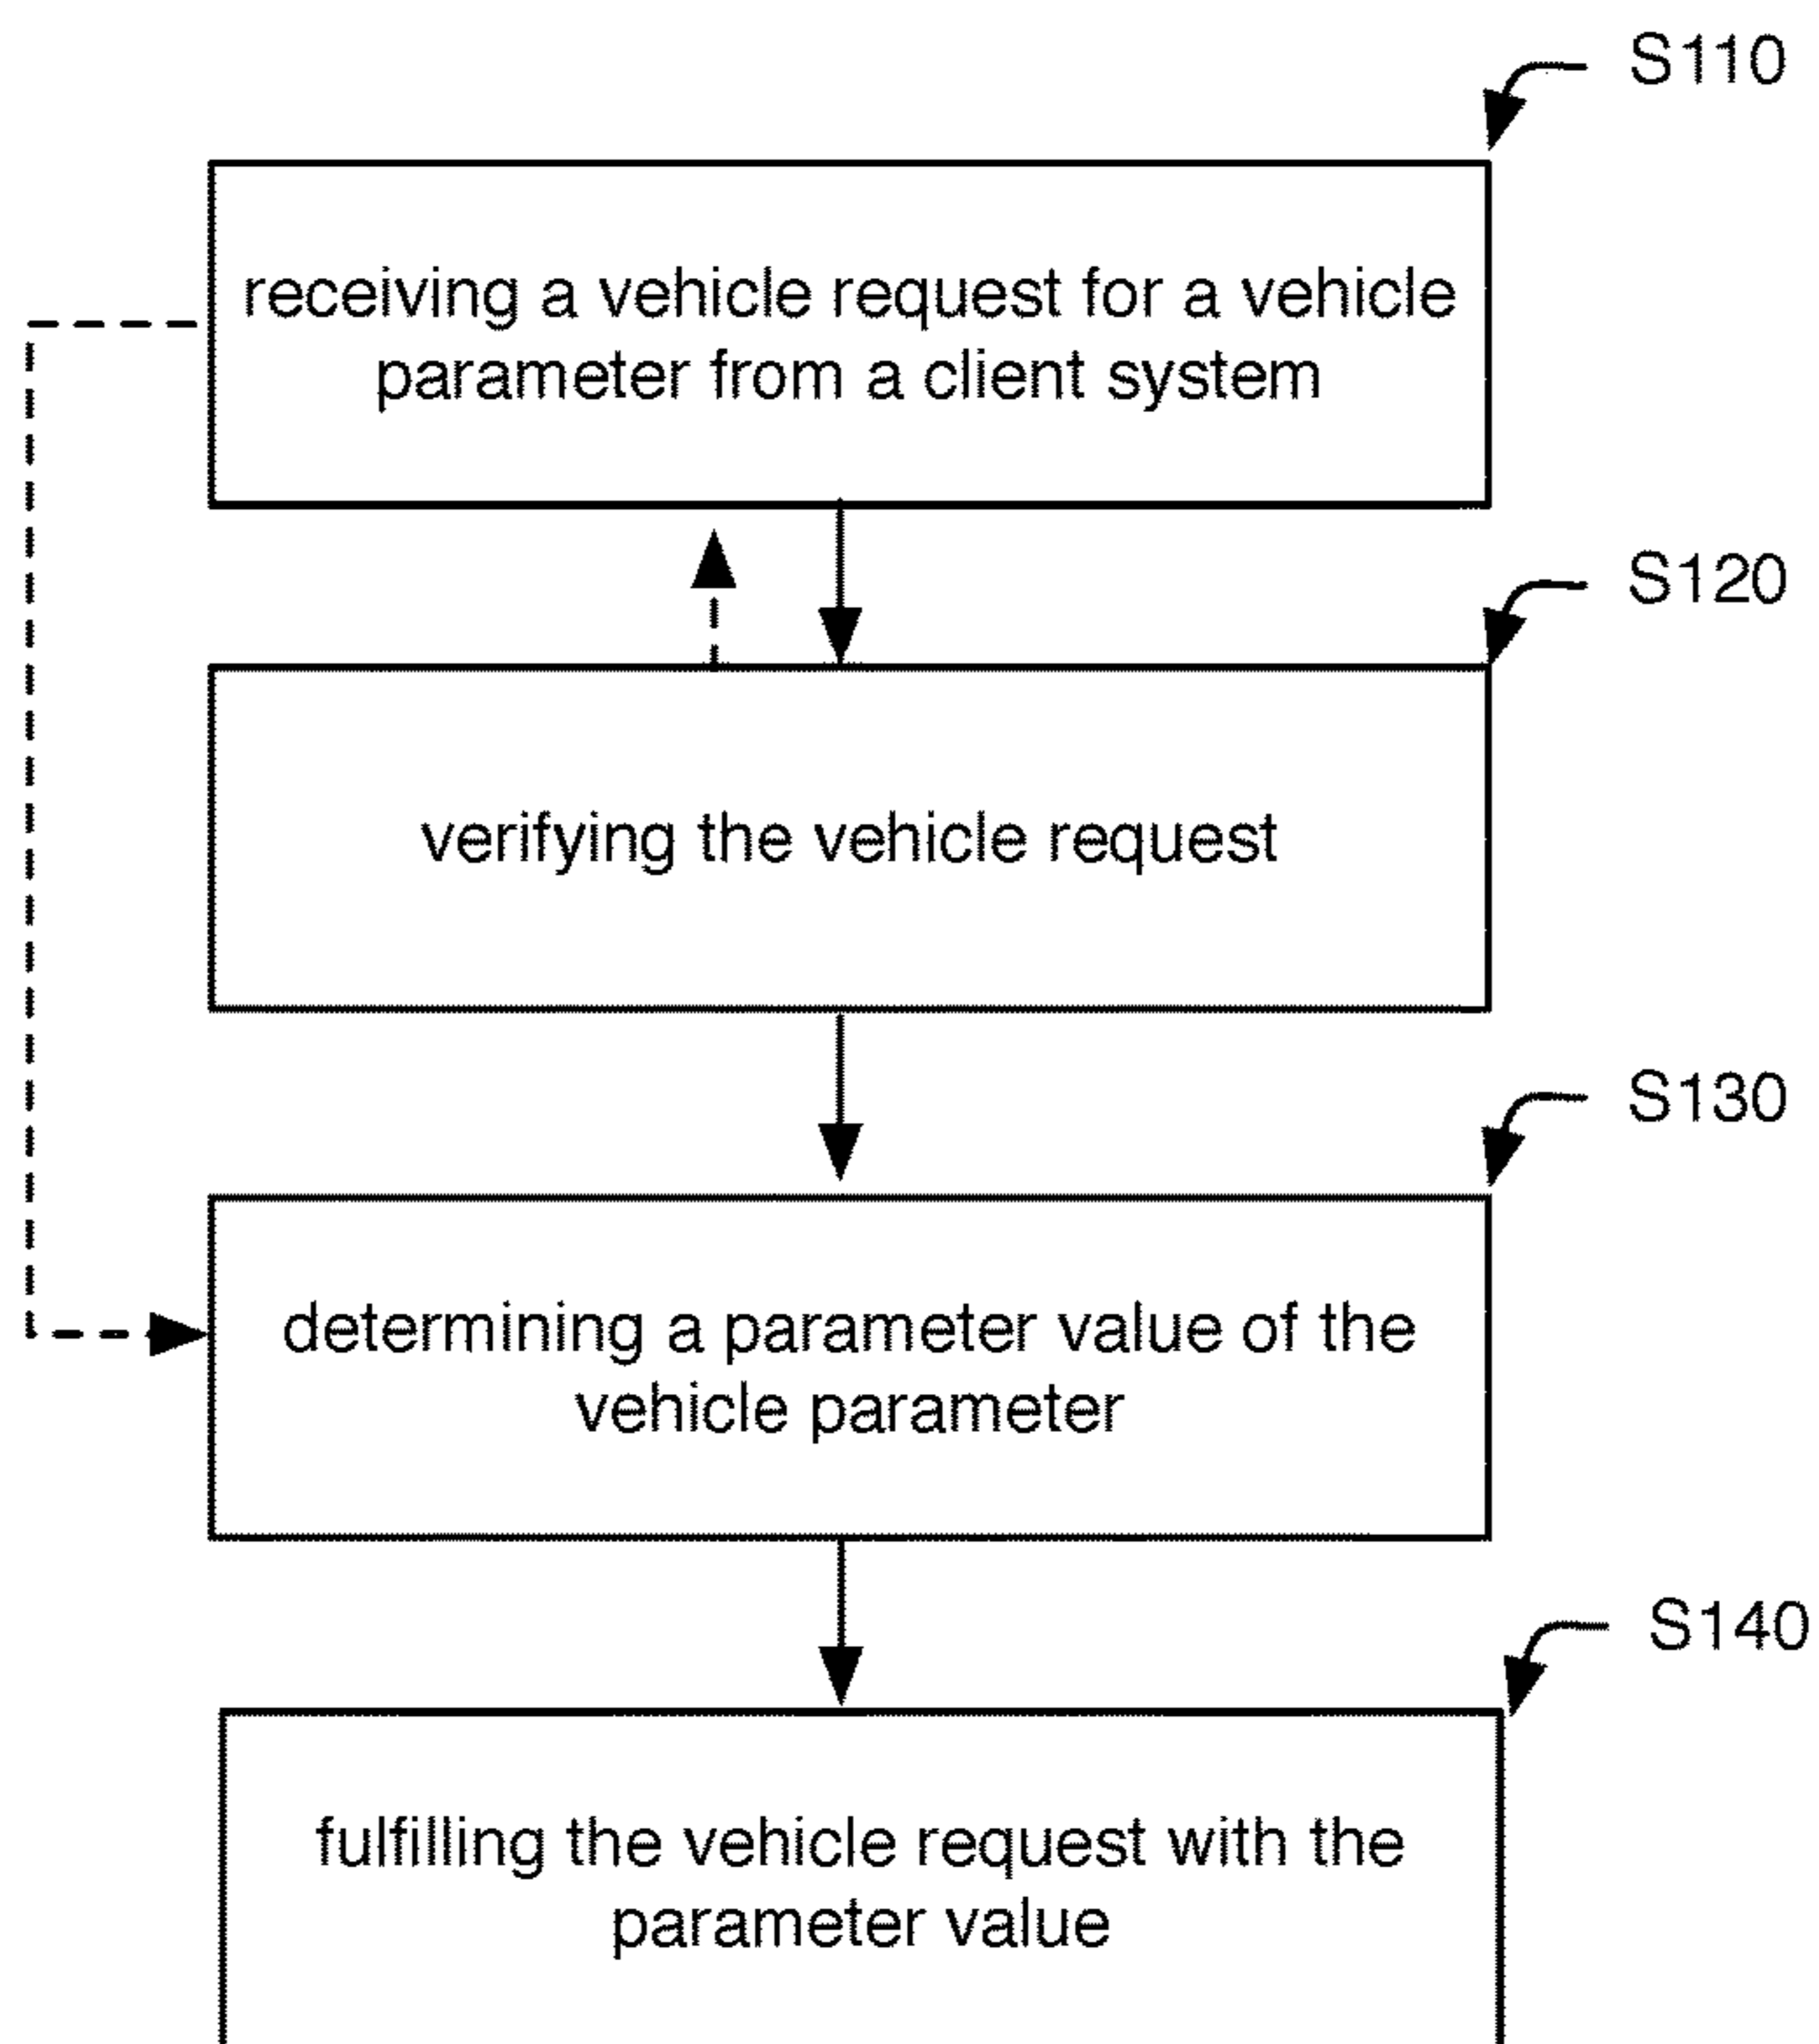 S110
receiving a vehicle request for a vehicle
parameter from a client system
S120
verifying the vehicle request
S130
determining a parameter value of the
vehicle parameter
S140
fulfilling the vehicle request with the
parameter value